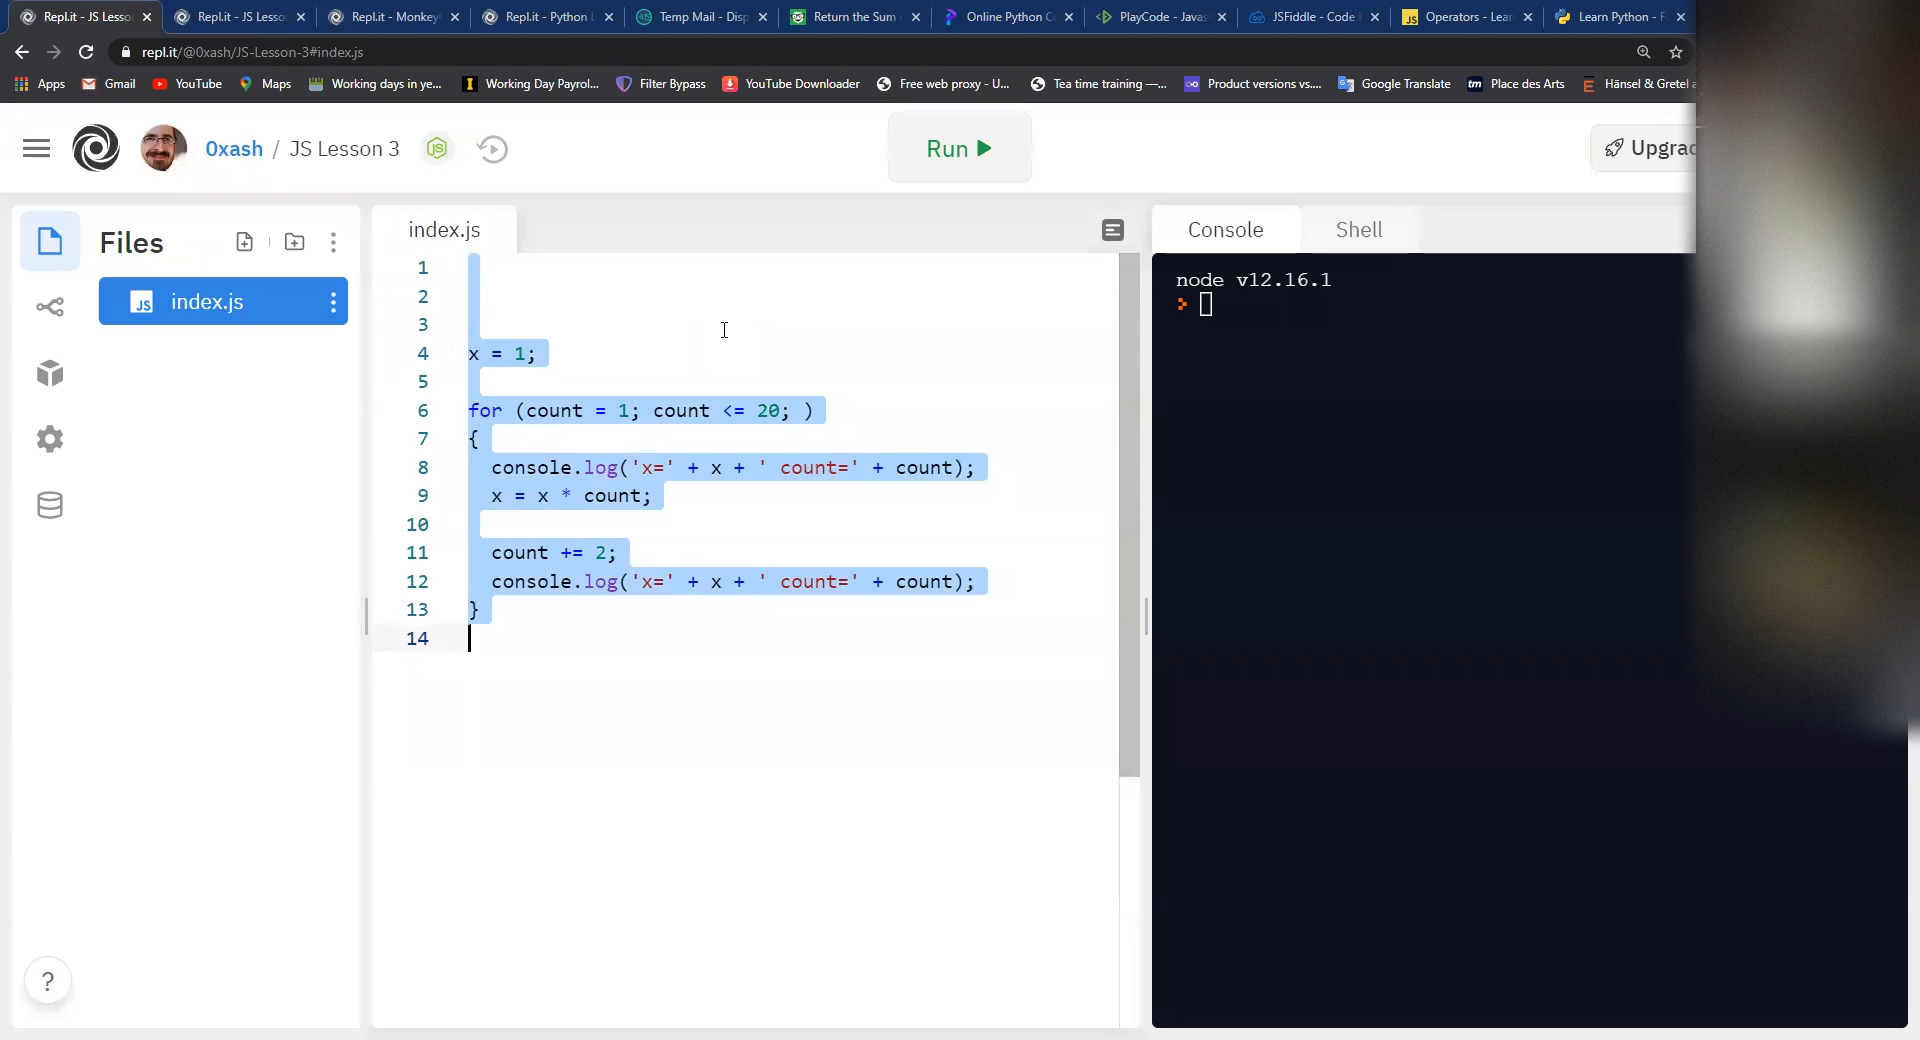 Repl.it - JS Lesso
Repl.it - JS Lesso
Repl.it - Monkey
Repl.it - Python L
Temp Mail - Disp
Return the Sum o
Online Python C
PlayCode - Javas
JSFiddle - Code
Operators - Lear
Learn Python - F
repl.it/@0xash/JS-Lesson-3#index.js
Apps
Gmail
YouTube
Maps
Working days in ye...
Working Day Payrol...
Filter Bypass
YouTube Downloader
Free web proxy - U...
Tea time training —...
Product versions vs....
Google Translate
tm Place des Arts
Hänsel & Gretel
0xash / JS Lesson 3
JS
Run
Upgrad
Files
JS index.js
index.js
1
2
3
4 x = 1;
5
6 for (count = 1; count <= 20; )
7 {
8 console.log('x=' + x + ' count=' + count);
9 x = x * count;
10
11 count += 2;
12 console.log('x=' + x + ' count=' + count);
13 }
14
Console
Shell
node v12.16.1
?